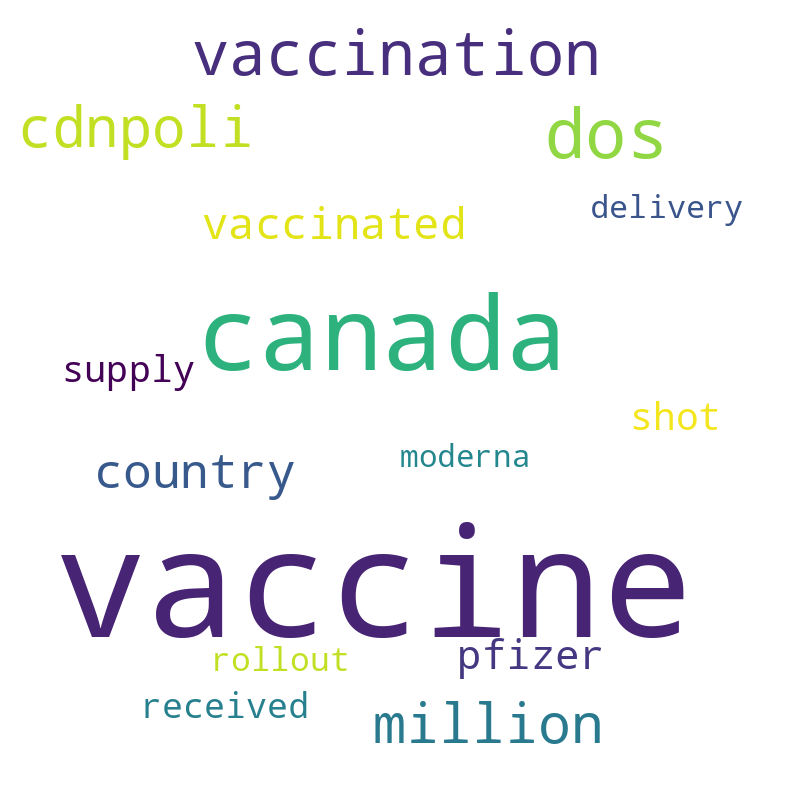 vaccination
cdnpoli
dos
delivery
vaccinated
canada
supply
shot
country
moderna
vaccine
rollout
pfizer
received
million